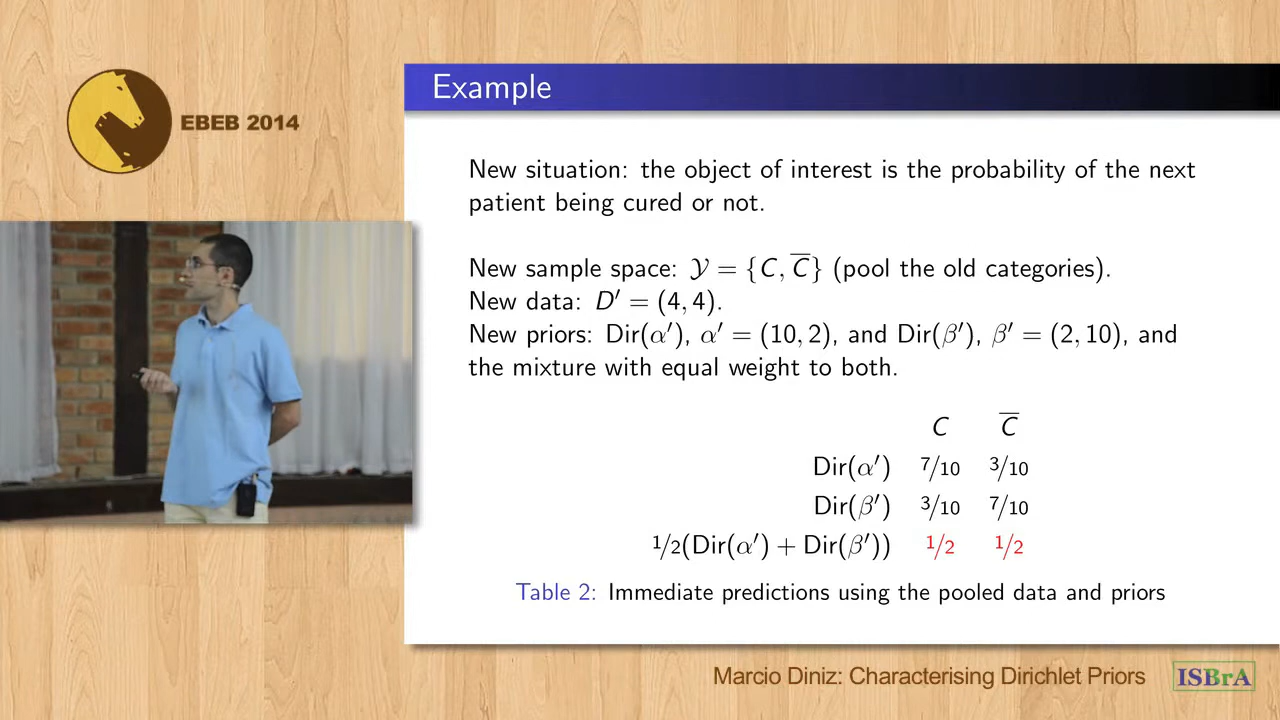 EBEB 2014
Example
New situation: the object of interest is the probability of the next
patient being cured or not.
New sample space: 𝒴 = {C, C̅} (pool the old categories).
New data: D′ = (4, 4).
New priors: Dir(α′), α′ = (10, 2), and Dir(β′), β′ = (2, 10), and
the mixture with equal weight to both.
C C̅
Dir(α′) 7/10 3/10
Dir(β′) 3/10 7/10
1/2(Dir(α′) + Dir(β′)) 1/2 1/2
Table 2: Immediate predictions using the pooled data and priors
Marcio Diniz: Characterising Dirichlet Priors
ISBrA